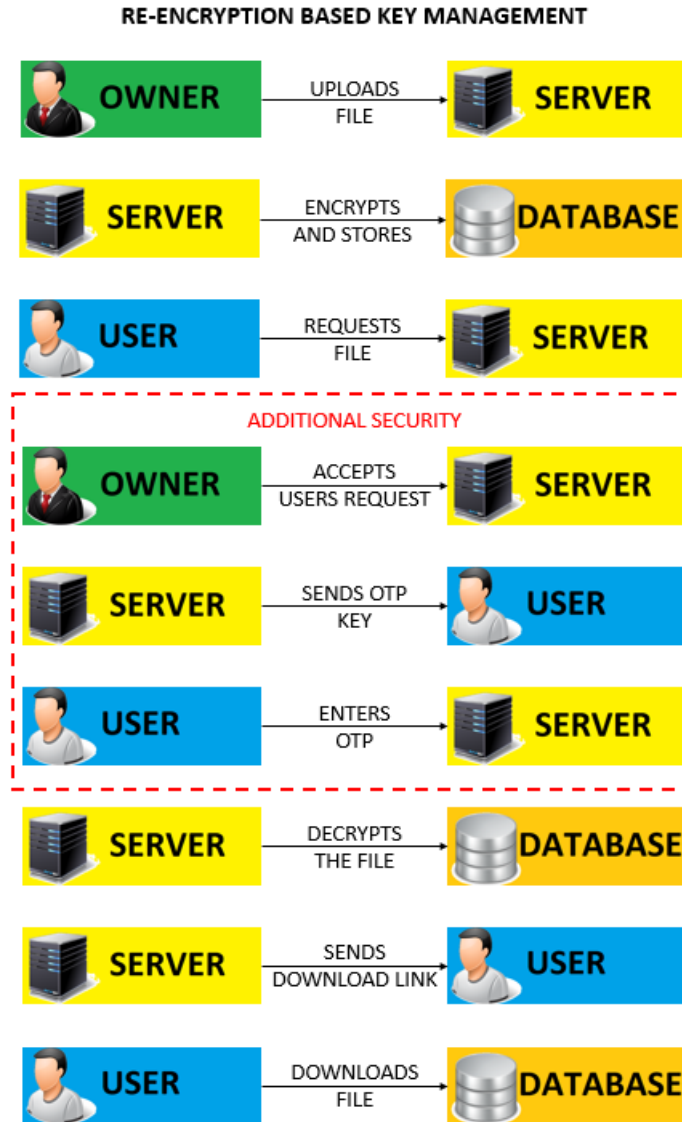 RE-ENCRYPTION BASED KEY MANAGEMENT
OWNER
UPLOADS
FILE
SERVER
SERVER
ENCRYPTS
AND STORES
DATABASE
USER
REQUESTS
FILE
SERVER
ADDITIONAL SECURITY
OWNER
ACCEPTS
USERS REQUEST
SERVER
SERVER
SENDS OTP
KEY
USER
USER
ENTERS
OTP
SERVER
SERVER
DECRYPTS
THE FILE
DATABASE
SERVER
SENDS
DOWNLOAD LINK
USER
USER
DOWNLOADS
FILE
DATABASE